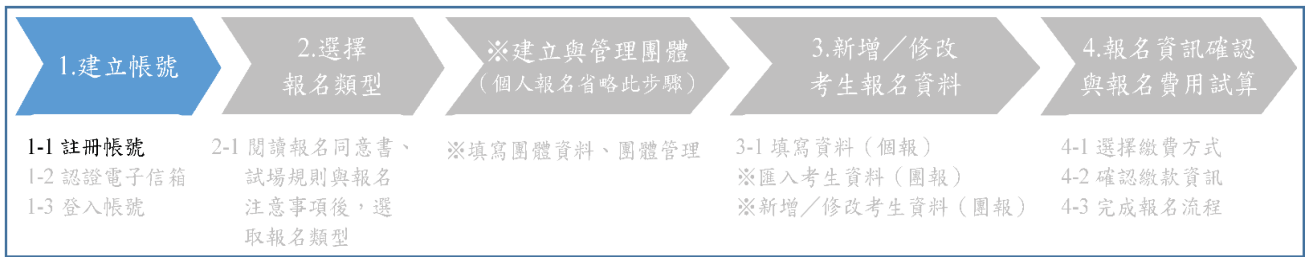 1.建立帳號
2.選擇
報名類型
※建立與管理團體
（個人報名省略此步驟）
3.新增／修改
考生報名資料
4.報名資訊確認
與報名費用試算
1-1 註冊帳號
1-2 認證電子信箱
1-3 登入帳號
2-1 閱讀報名同意書、
試場規則與報名
注意事項後，選
取報名類型
※填寫團體資料、團體管理
3-1 填寫資料（個報）
※匯入考生資料（團報）
※新增／修改考生資料（團報）
4-1 選擇繳費方式
4-2 確認繳款資訊
4-3 完成報名流程